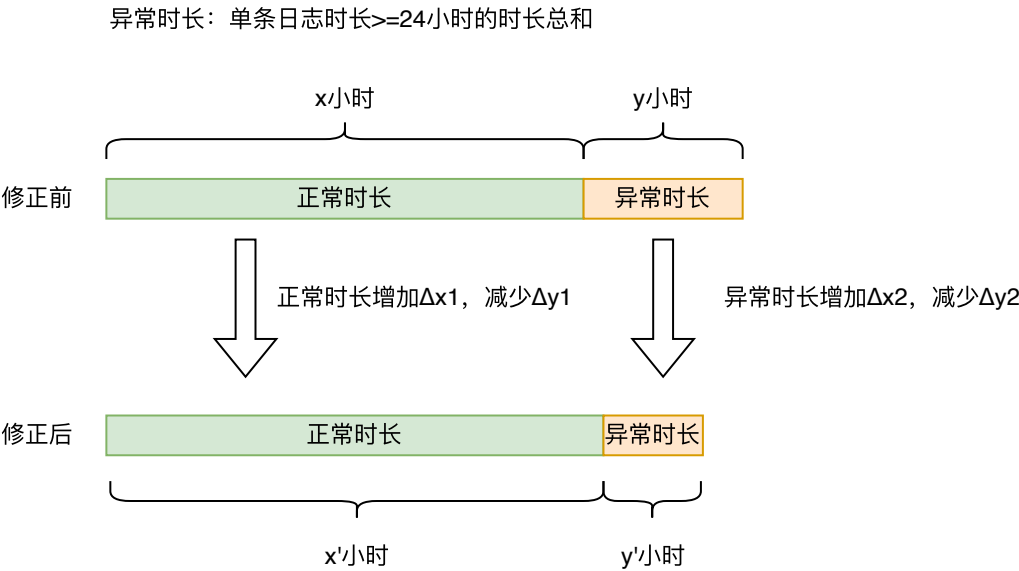 异常时长：单条日志时长>=24小时的时长总和
x小时
y小时
修正前
正常时长
异常时长
正常时长增加Δx1，减少Δy1
异常时长增加Δx2，减少Δy2
修正后
正常时长
异常时长
x'小时
y'小时